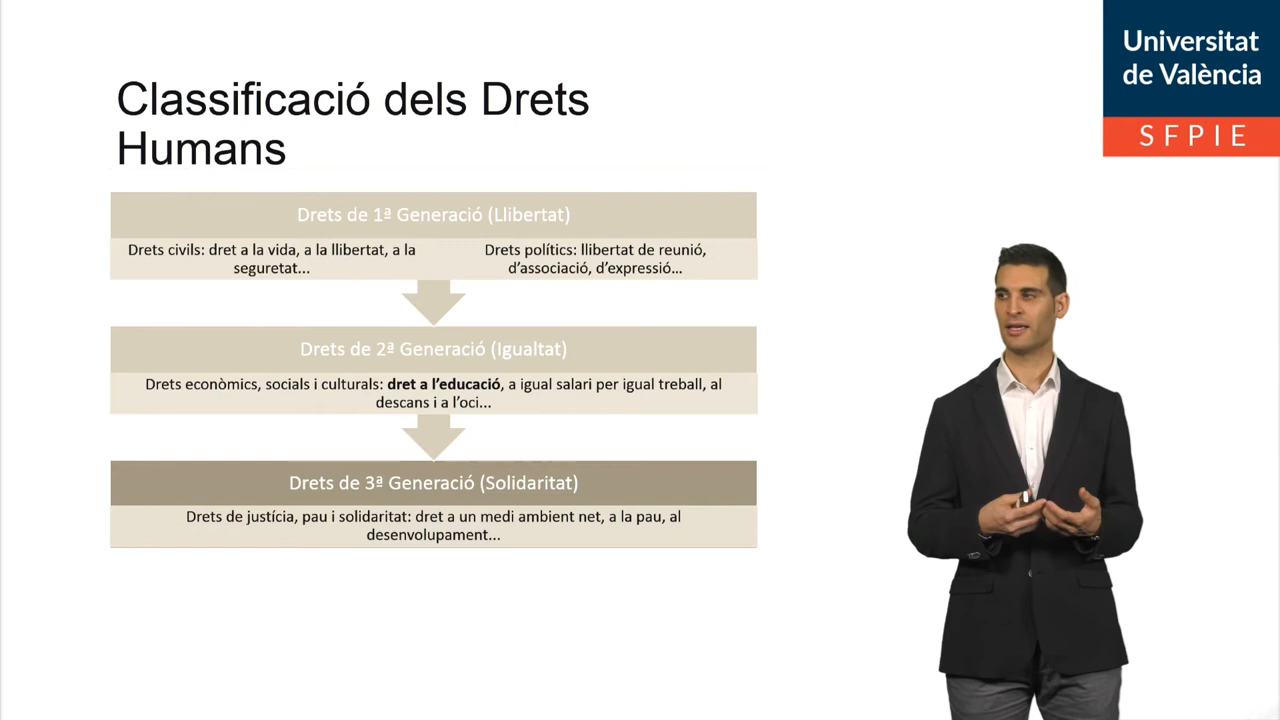 Universitat
de València
SFPIE
Classificació dels Drets
Humans
Drets de 1ª Generació (Llibertat)
Drets civils: dret a la vida, a la llibertat, a la
seguretat...
Drets polítics: llibertat de reunió,
d’associació, d’expressió…
Drets de 2ª Generació (Igualtat)
Drets econòmics, socials i culturals: dret a l’educació, a igual salari per igual treball, al
descans i a l’oci...
Drets de 3ª Generació (Solidaritat)
Drets de justícia, pau i solidaritat: dret a un medi ambient net, a la pau, al
desenvolupament...